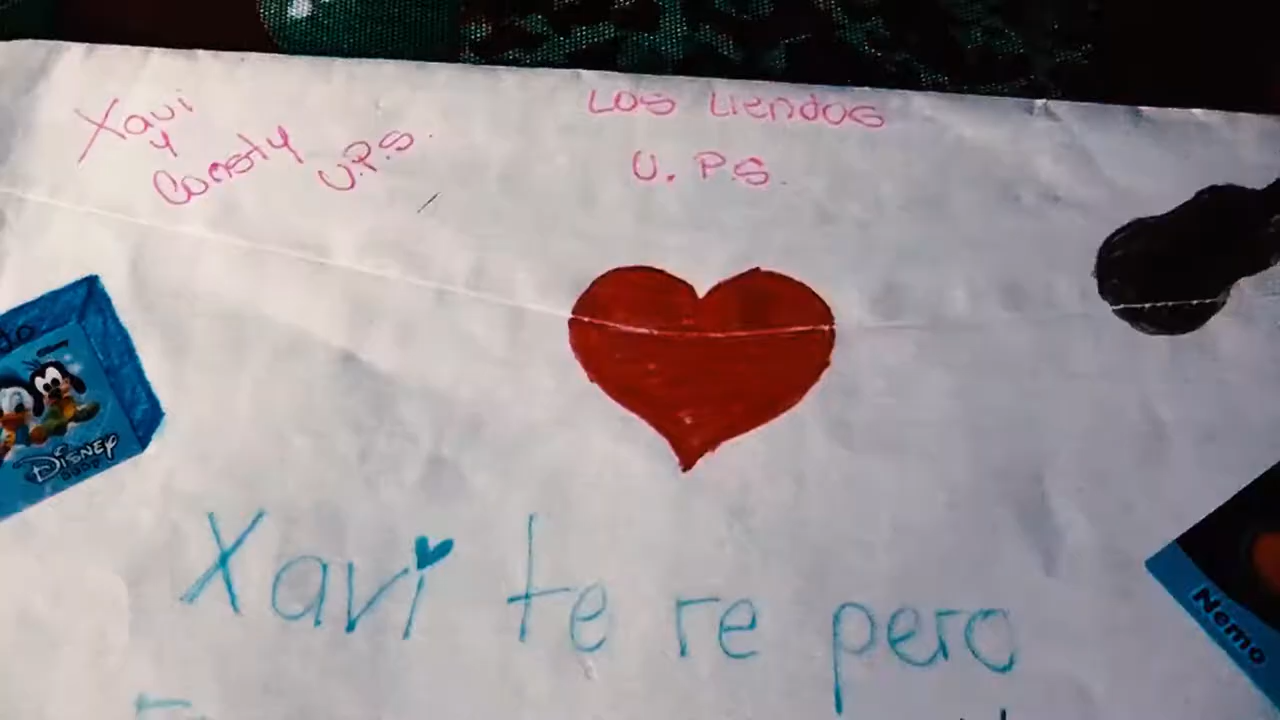 Xavi
y
Consty U.P.S.
Los Liendos
U. P.S.
Disney
Nemo
Xavi te re pero